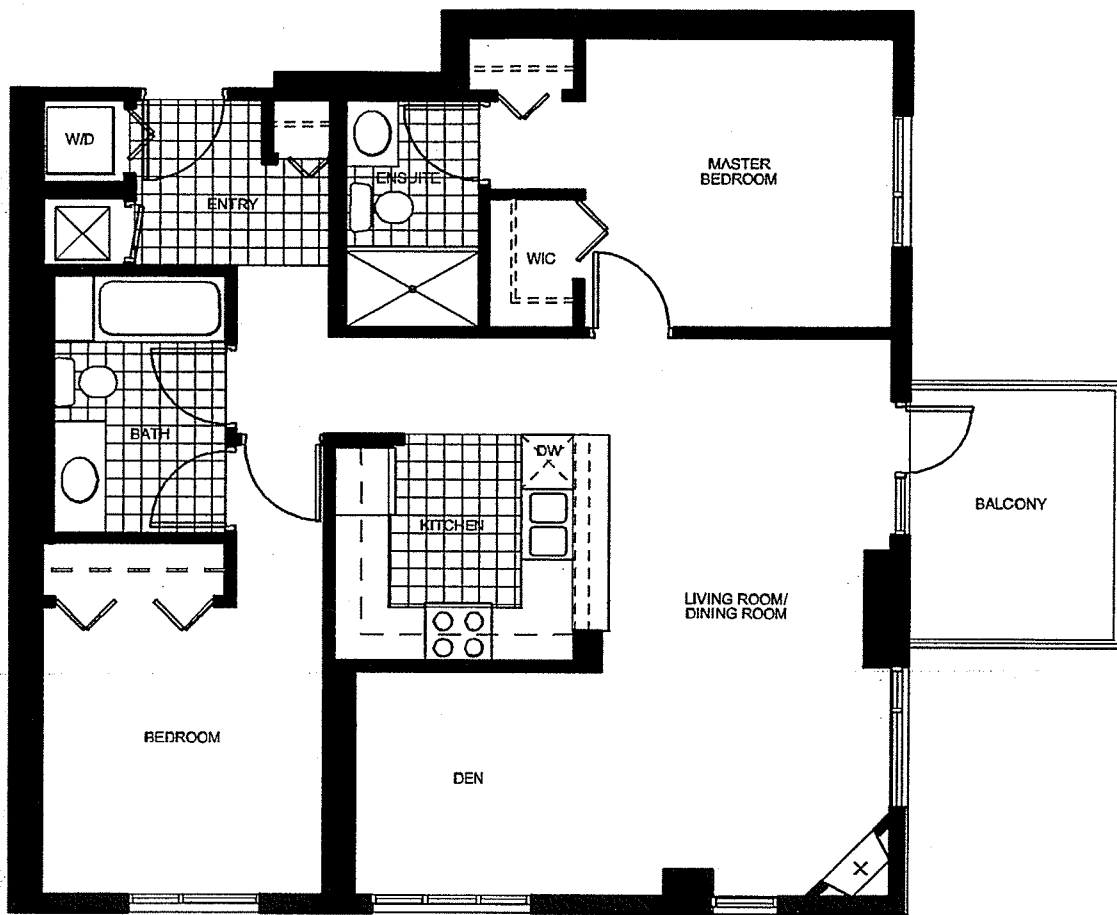 W/D
MASTER
BEDROOM
ENSUITE
ENTRY
WIC
BATH
DW
KITCHEN
BALCONY
LIVING ROOM/
DINING ROOM
BEDROOM
DEN